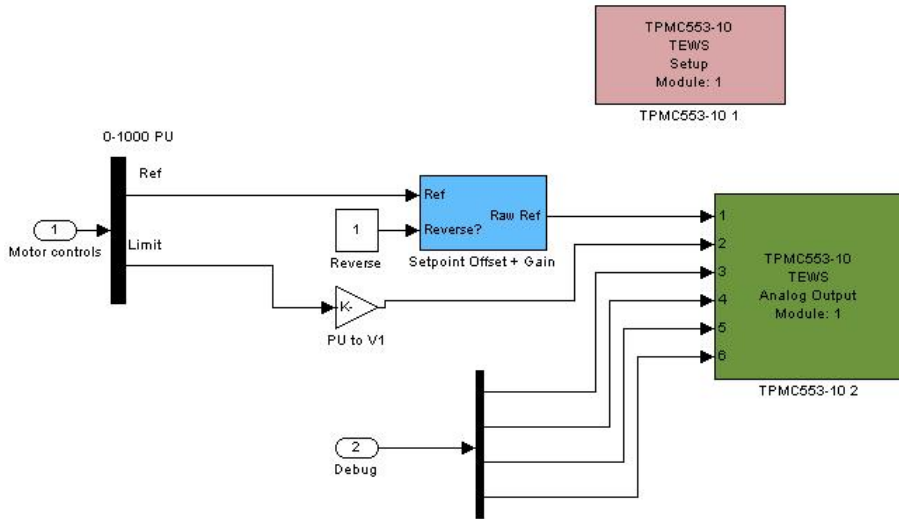 TPMC553-10
TEWS
Setup
Module: 1
TPMC553-10 1
0-1000 PU
Ref
Limit
1
Motor controls
1
Reverse
Ref
Reverse?
Raw Ref
Setpoint Offset + Gain
K-
PU to V1
1
2
3
4
5
6
TPMC553-10
TEWS
Analog Output
Module: 1
TPMC553-10 2
2
Debug